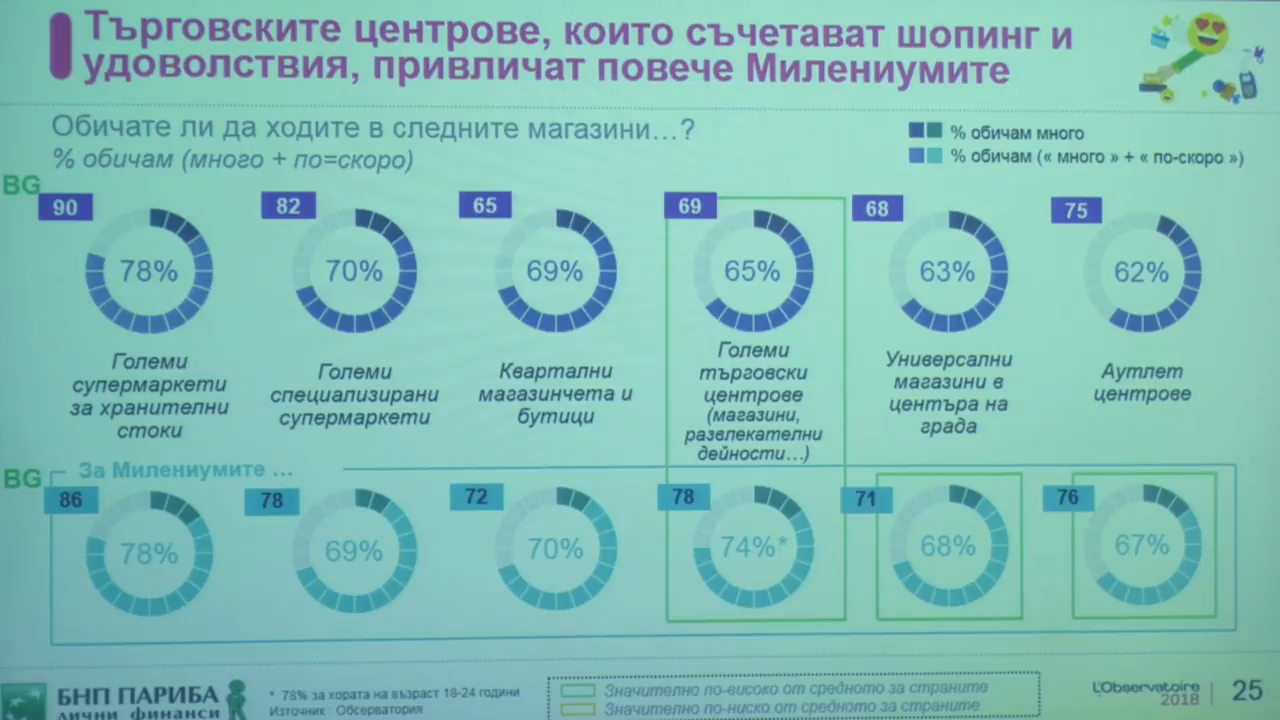 Търговските центрове, които съчетават шопинг и
удоволствия, привличат повече Милениумите
Обичате ли да ходите в следните магазини…?
% обичам (много + по=скоро)
% обичам много
% обичам (« много » + « по-скоро »)
BG
90
82
65
69
68
75
78%
70%
69%
65%
63%
62%
Големи
супермаркети
за хранителни
стоки
Големи
специализирани
супермаркети
Квартални
магазинчета и
бутици
Големи
търговски
центрове
(магазини,
развлекателни
дейности…)
Универсални
магазини в
центъра на
града
Аутлет
центрове
BG
За Милениумите …
86
78
72
78
71
76
78%
69%
70%
74%*
68%
67%
БНП ПАРИБА
лични финанси
* 78% за хората на възраст 18-24 години
Източник : Обсерватория
Значително по-високо от средното за страните
Значително по-ниско от средното за страните
L'Observatoire
2018
25